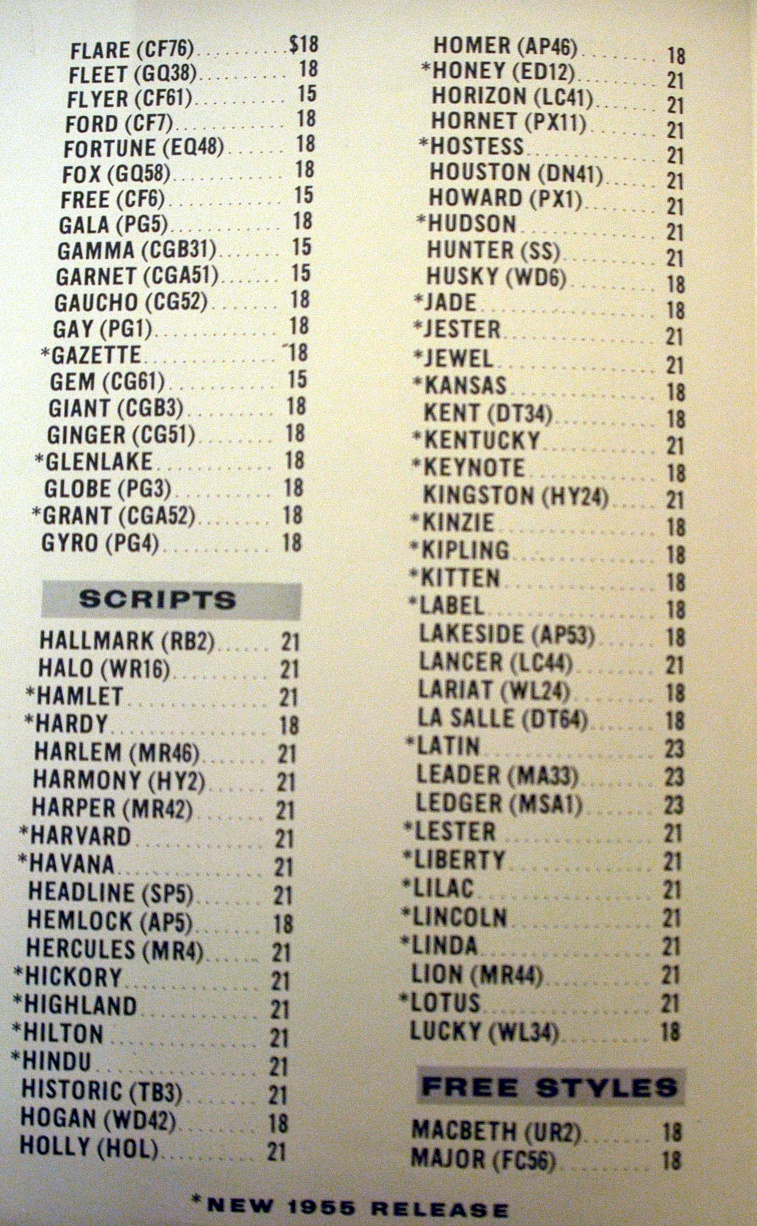 FLARE (CF76)..........$18
FLEET (GQ38)..........18
FLYER (CF61)..........15
FORD (CF7)..........18
FORTUNE (EQ48)..........18
FOX (GQ58)..........18
FREE (CF6)..........15
GALA (PG5)..........18
GAMMA (CGB31)..........15
GARNET (CGA51)..........15
GAUCHO (CG52)..........18
GAY (PG1)..........18
*GAZETTE..........18
GEM (CG61)..........15
GIANT (CGB3)..........18
GINGER (CG51)..........18
*GLENLAKE..........18
GLOBE (PG3)..........18
*GRANT (CGA52)..........18
GYRO (PG4)..........18
SCRIPTS
HALLMARK (RB2)..........21
HALO (WR16)..........21
*HAMLET..........21
*HARDY..........18
HARLEM (MR46)..........21
HARMONY (HY2)..........21
HARPER (MR42)..........21
*HARVARD..........21
*HAVANA..........21
HEADLINE (SP5)..........21
HEMLOCK (AP5)..........18
HERCULES (MR4)..........21
*HICKORY..........21
*HIGHLAND..........21
*HILTON..........21
*HINDU..........21
HISTORIC (TB3)..........21
HOGAN (WD42)..........18
HOLLY (HOL)..........21
HOMER (AP46)..........18
*HONEY (ED12)..........21
HORIZON (LC41)..........21
HORNET (PX11)..........21
*HOSTESS..........21
HOUSTON (DN41)..........21
HOWARD (PX1)..........21
*HUDSON..........21
HUNTER (SS)..........21
HUSKY (WD6)..........18
*JADE..........18
*JESTER..........21
*JEWEL..........21
*KANSAS..........18
KENT (DT34)..........18
*KENTUCKY..........21
*KEYNOTE..........18
KINGSTON (HY24)..........21
*KINZIE..........18
*KIPLING..........18
*KITTEN..........18
*LABEL..........18
LAKESIDE (AP53)..........18
LANCER (LC44)..........21
LARIAT (WL24)..........18
LA SALLE (DT64)..........18
*LATIN..........23
LEADER (MA33)..........23
LEDGER (MSA1)..........23
*LESTER..........21
*LIBERTY..........21
*LILAC..........21
*LINCOLN..........21
*LINDA..........21
LION (MR44)..........21
*LOTUS..........21
LUCKY (WL34)..........18
FREE STYLES
MACBETH (UR2)..........18
MAJOR (FC56)..........18
*NEW 1955 RELEASE